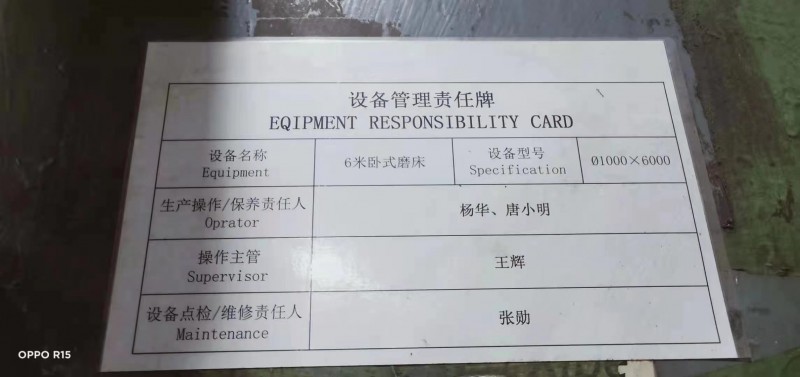 设备管理责任牌
EQIPMENT RESPONSIBILITY CARD
设备名称 6米卧式磨床 设备型号 Ø1000×6000
Equipment Specification
生产操作/保养责任人 杨华、唐小明
Oprator
操作主管 王辉
Supervisor
设备点检/维修责任人 张勋
Maintenance
OPPO R15